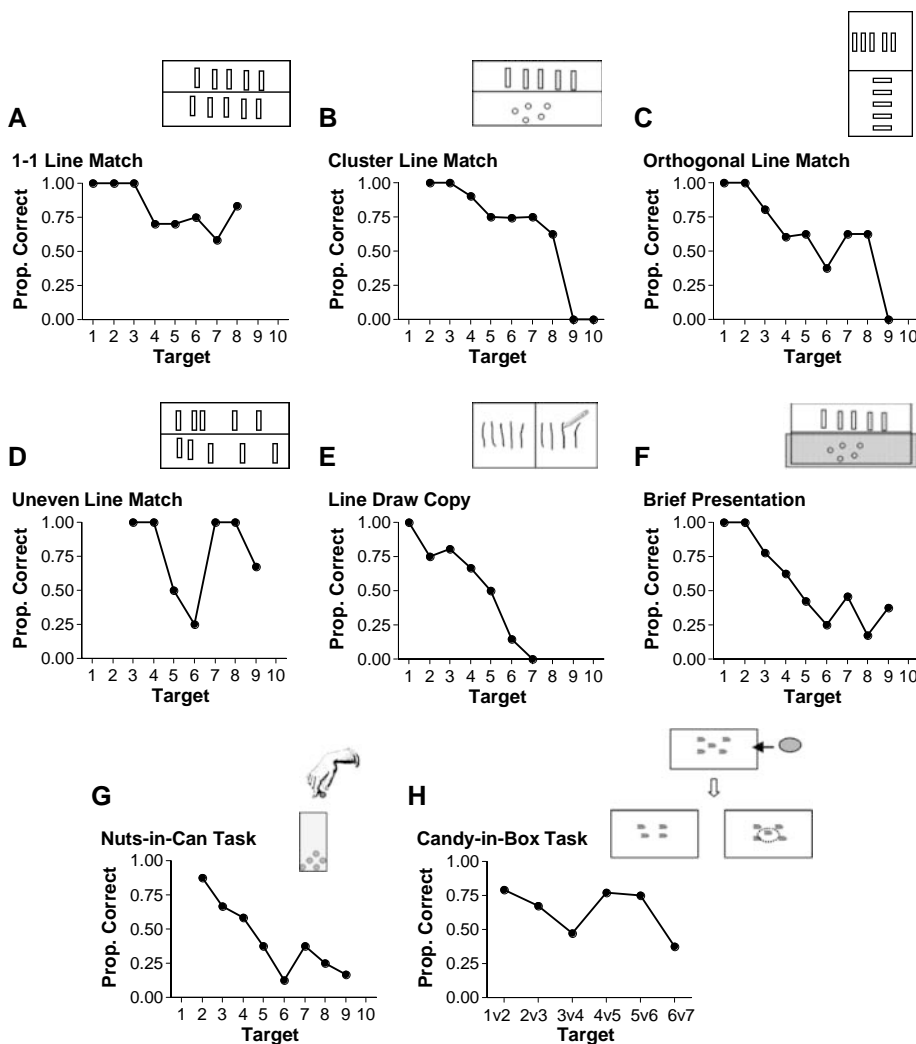 A
1-1 Line Match
Prop. Correct
1.00
0.75
0.50
0.25
0.00
1 2 3 4 5 6 7 8 9 10
Target
B
Cluster Line Match
Prop. Correct
1.00
0.75
0.50
0.25
0.00
1 2 3 4 5 6 7 8 9 10
Target
C
Orthogonal Line Match
Prop. Correct
1.00
0.75
0.50
0.25
0.00
1 2 3 4 5 6 7 8 9 10
Target
D
Uneven Line Match
Prop. Correct
1.00
0.75
0.50
0.25
0.00
1 2 3 4 5 6 7 8 9 10
Target
E
Line Draw Copy
Prop. Correct
1.00
0.75
0.50
0.25
0.00
1 2 3 4 5 6 7 8 9 10
Target
F
Brief Presentation
Prop. Correct
1.00
0.75
0.50
0.25
0.00
1 2 3 4 5 6 7 8 9 10
Target
G
Nuts-in-Can Task
Prop. Correct
1.00
0.75
0.50
0.25
0.00
1 2 3 4 5 6 7 8 9 10
Target
H
Candy-in-Box Task
Prop. Correct
1.00
0.75
0.50
0.25
0.00
1v2 2v3 3v4 4v5 5v6 6v7
Target